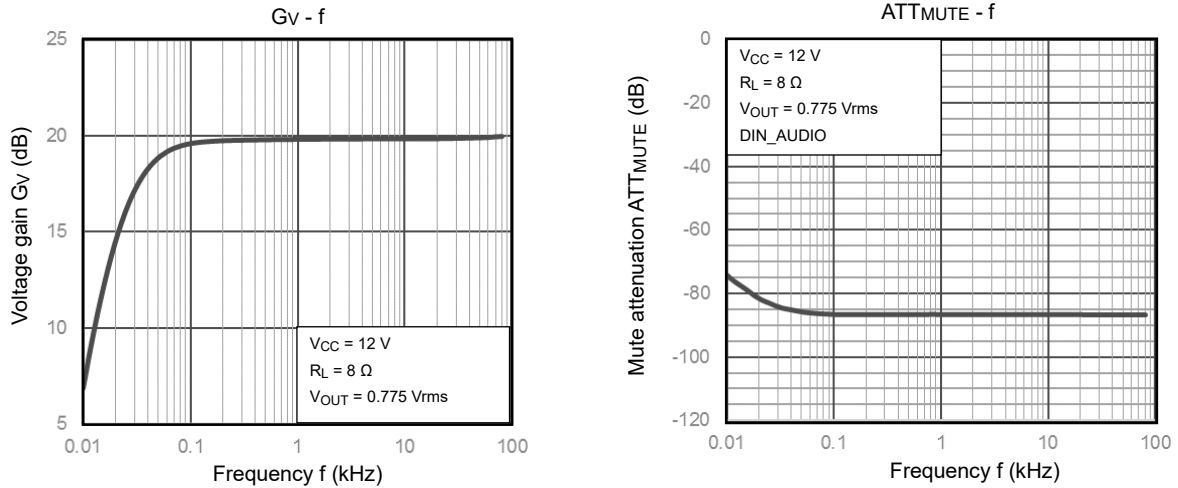 GV - f
25
20
15
10
5
Voltage gain GV (dB)
VCC = 12 V
RL = 8 Ω
VOUT = 0.775 Vrms
0.01 0.1 1 10 100
Frequency f (kHz)
ATTMUTE - f
0
-20
-40
-60
-80
-100
-120
Mute attenuation ATTMUTE (dB)
VCC = 12 V
RL = 8 Ω
VOUT = 0.775 Vrms
DIN_AUDIO
0.01 0.1 1 10 100
Frequency f (kHz)